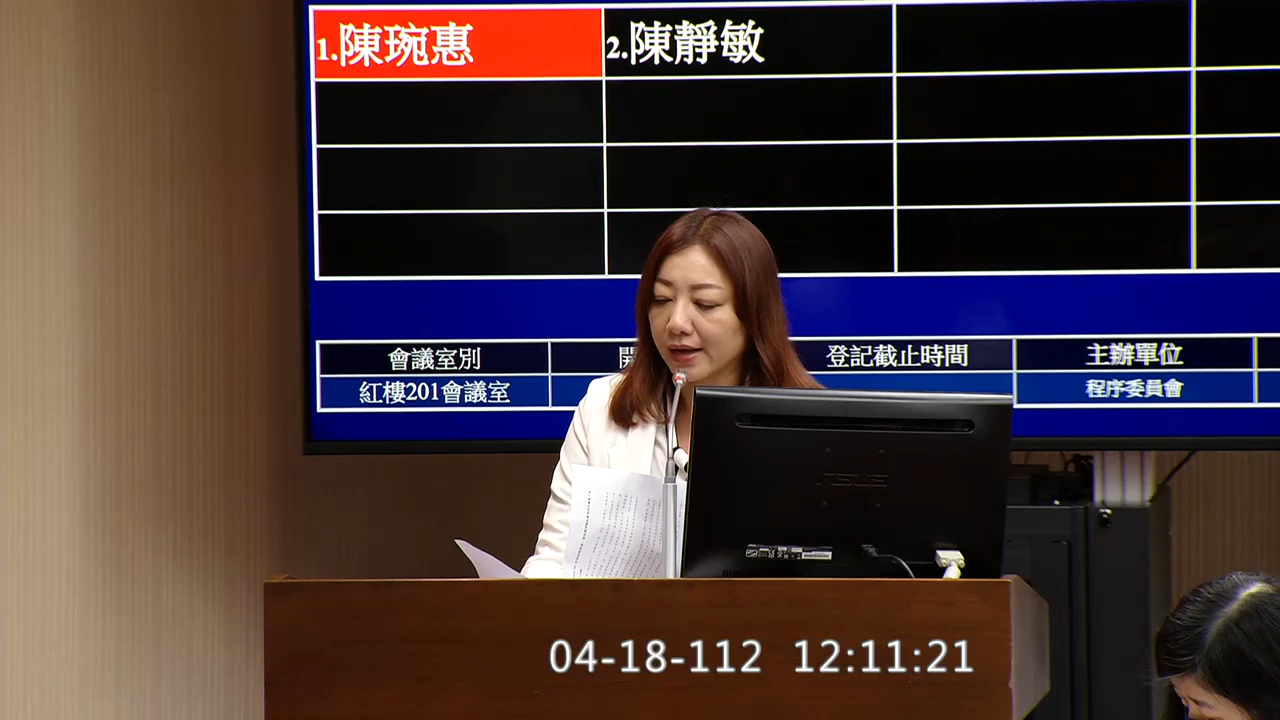 1.陳琬惠
2.陳靜敏
會議室別
開
登記截止時間
主辦單位
紅樓201會議室
程序委員會
ASUS
04-18-112 12:11:21